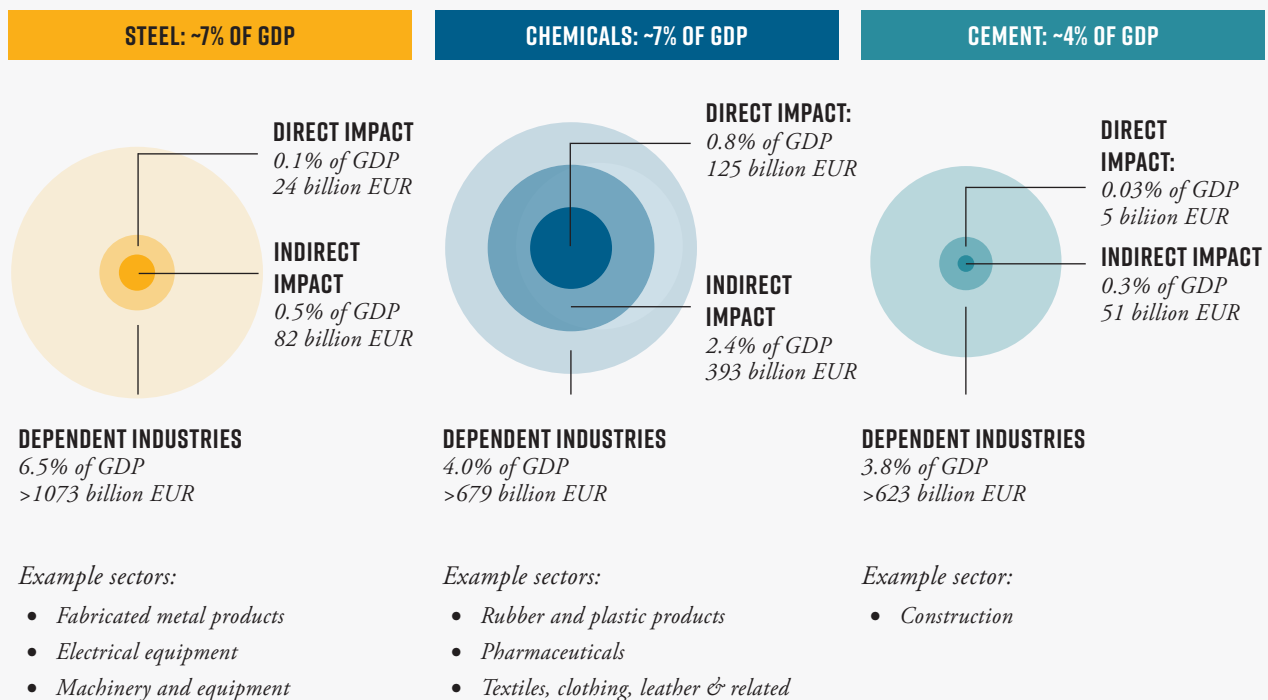 STEEL: ~7% OF GDP
DIRECT IMPACT
0.1% of GDP
24 billion EUR
INDIRECT
IMPACT
0.5% of GDP
82 billion EUR
DEPENDENT INDUSTRIES
6.5% of GDP
>1073 billion EUR
Example sectors:
• Fabricated metal products
• Electrical equipment
• Machinery and equipment
CHEMICALS: ~7% OF GDP
DIRECT IMPACT:
0.8% of GDP
125 billion EUR
INDIRECT
IMPACT
2.4% of GDP
393 billion EUR
DEPENDENT INDUSTRIES
4.0% of GDP
>679 billion EUR
Example sectors:
• Rubber and plastic products
• Pharmaceuticals
• Textiles, clothing, leather & related
CEMENT: ~4% OF GDP
DIRECT
IMPACT:
0.03% of GDP
5 biliion EUR
INDIRECT IMPACT
0.3% of GDP
51 billion EUR
DEPENDENT INDUSTRIES
3.8% of GDP
>623 billion EUR
Example sector:
• Construction